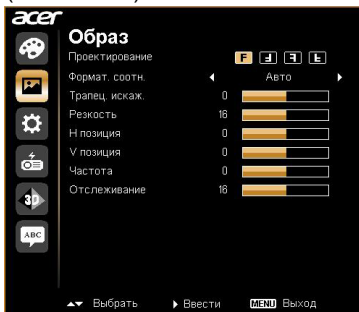 acer
Образ
Проектирование F F F F
Формат. соотн. Авто
Трапец. искаж. 0
Резкость 16
H позиция 0
V позиция 0
Частота 0
Отслеживание 16
3D
ABC
Выбрать Ввести MENU Выход